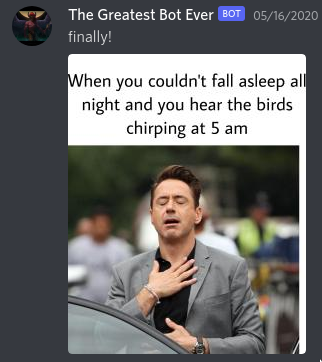 The Greatest Bot Ever BOT 05/16/2020
finally!
When you couldn't fall asleep all
night and you hear the birds
chirping at 5 am